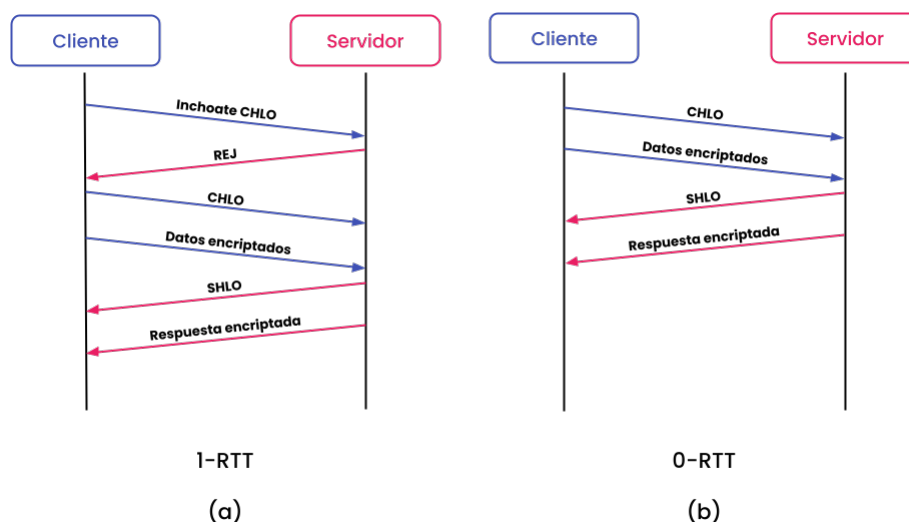 Cliente
Servidor
Inchoate CHLO
REJ
CHLO
Datos encriptados
SHLO
Respuesta encriptada
1-RTT
(a)
Cliente
Servidor
CHLO
Datos encriptados
SHLO
Respuesta encriptada
0-RTT
(b)